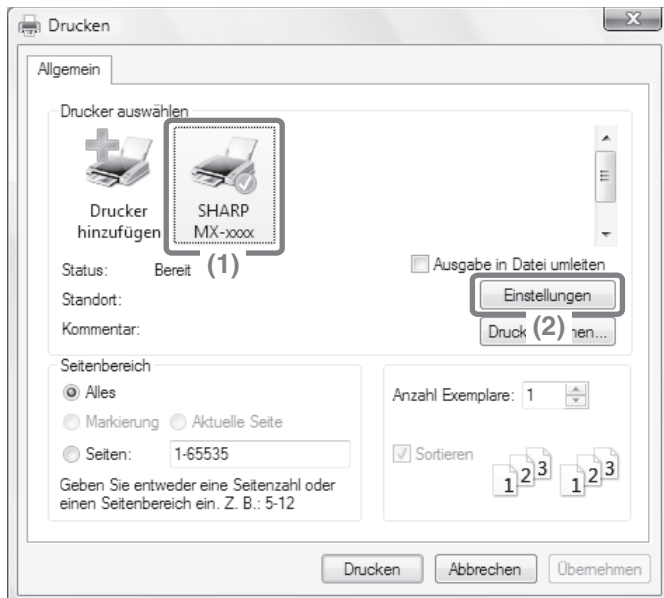 Drucken
Allgemein
Drucker auswählen
Drucker
hinzufügen
SHARP
MX-xxxx
(1)
Status: Bereit
Standort:
Kommentar:
Ausgabe in Datei umleiten
Einstellungen
(2)
Seitenbereich
Alles
Markierung Aktuelle Seite
Seiten: 1-65535
Geben Sie entweder eine Seitenzahl oder
einen Seitenbereich ein. Z. B.: 5-12
Anzahl Exemplare: 1
Sortieren
1 2 3 1 2 3
Drucken Abbrechen Übernehmen